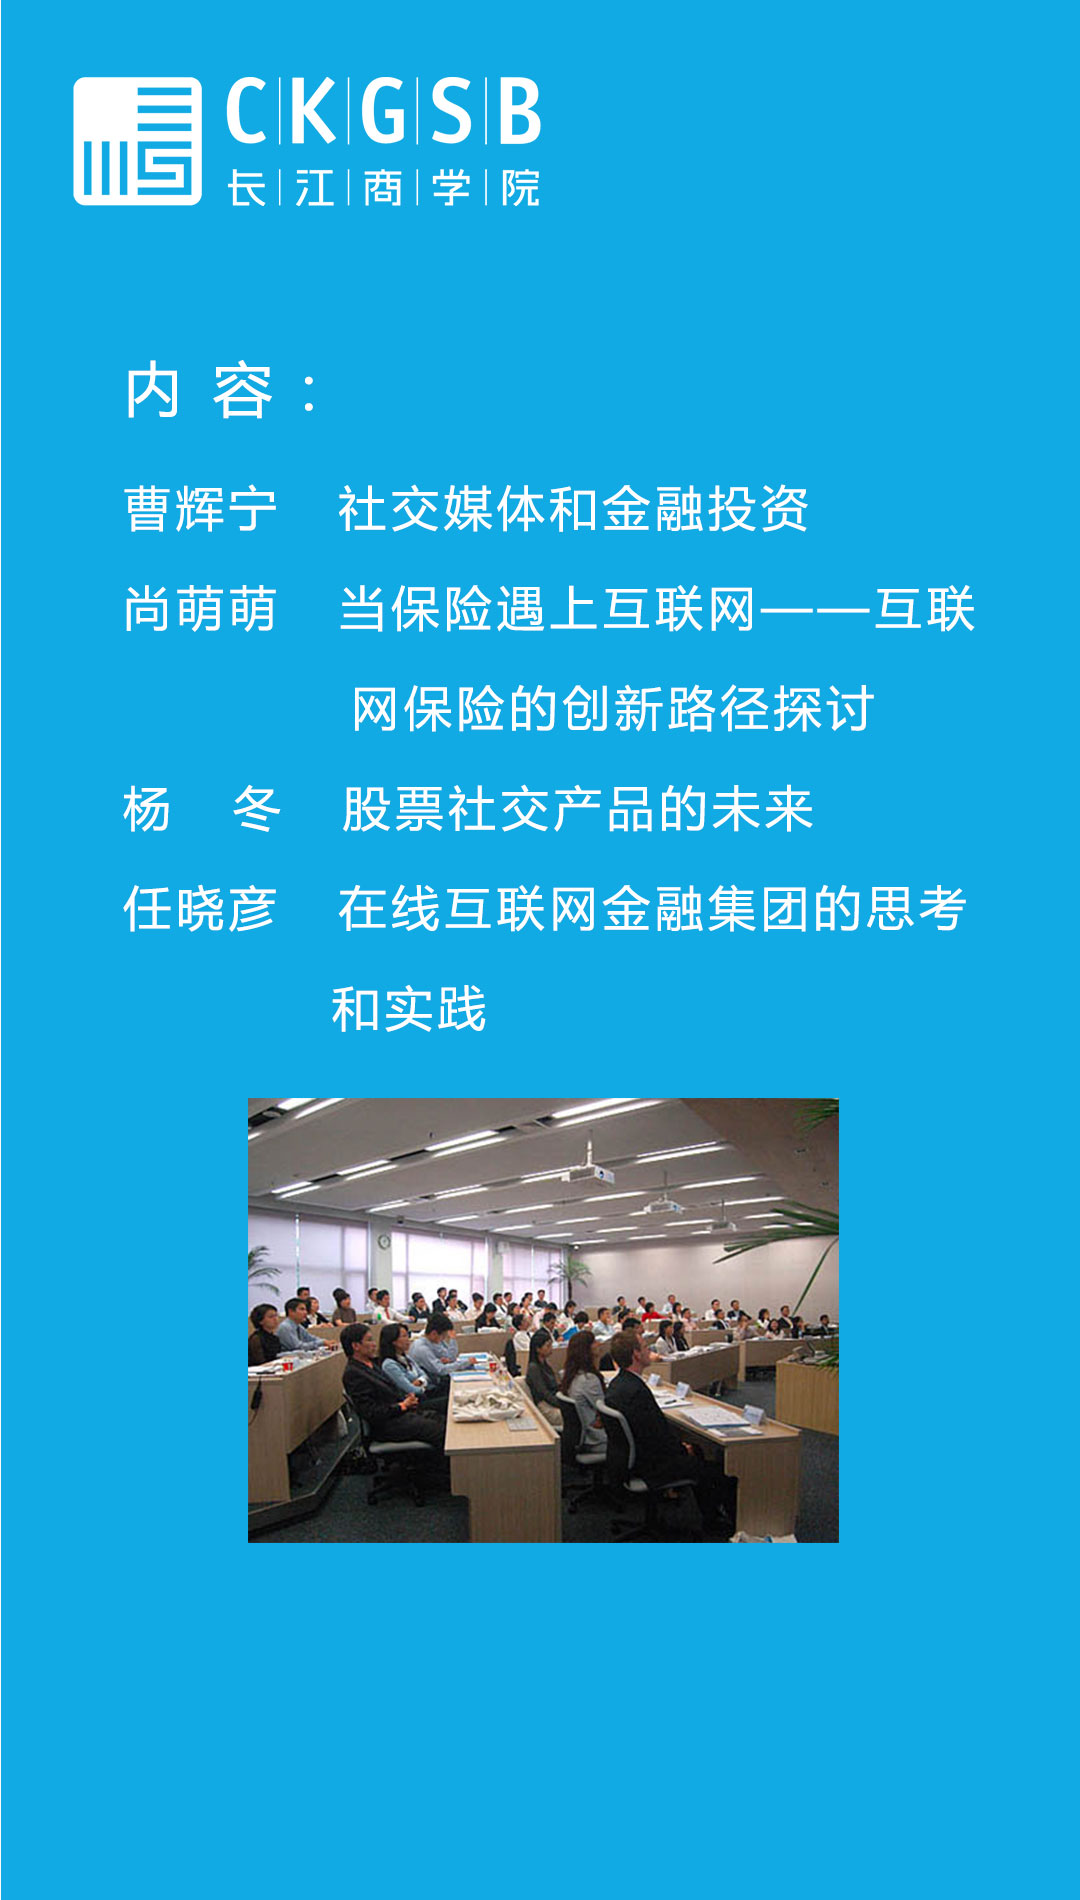 CKGSB
长江商学院
内 容：
曹辉宁 社交媒体和金融投资
尚萌萌 当保险遇上互联网——互联
网保险的创新路径探讨
杨 冬 股票社交产品的未来
任晓彦 在线互联网金融集团的思考
和实践